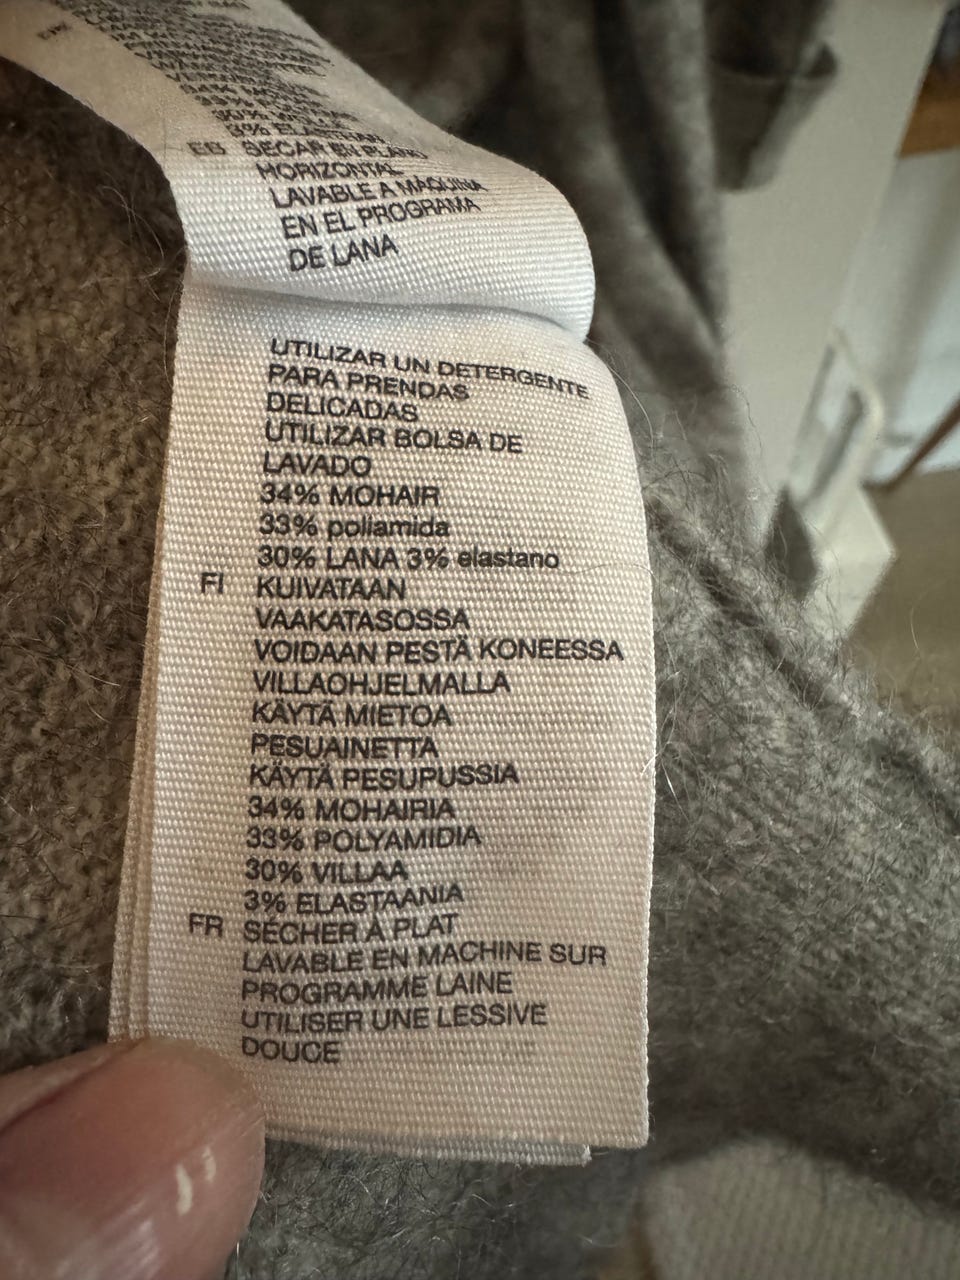 3% ELASTHAN
SECAR EN PLANO
HORIZONTAL
LAVABLE A MÁQUINA
EN EL PROGRAMA
DE LANA
UTILIZAR UN DETERGENTE
PARA PRENDAS
DELICADAS
UTILIZAR BOLSA DE
LAVADO
34% MOHAIR
33% poliamida
30% LANA 3% elastano
FI KUIVATAAN
VAAKATASOSSA
VOIDAAN PESTÄ KONEESSA
VILLAOHJELMALLA
KÄYTÄ MIETOA
PESUAINETTA
KÄYTÄ PESUPUSSIA
34% MOHAIRIA
33% POLYAMIDIA
30% VILLAA
3% ELASTAANIA
FR SÉCHER À PLAT
LAVABLE EN MACHINE SUR
PROGRAMME LAINE
UTILISER UNE LESSIVE
DOUCE